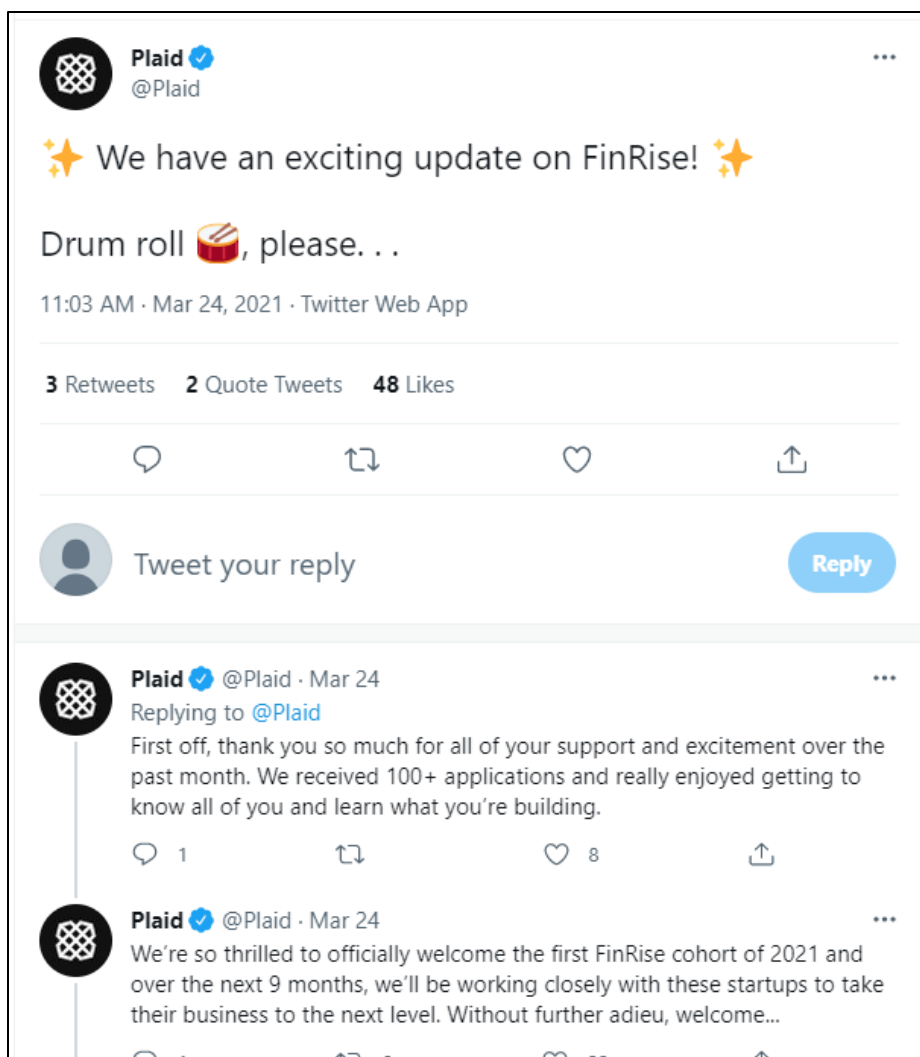 Plaid
@Plaid
✨ We have an exciting update on FinRise! ✨
Drum roll 🥁, please. . .
11:03 AM · Mar 24, 2021 · Twitter Web App
3 Retweets 2 Quote Tweets 48 Likes
Tweet your reply
Reply
Plaid @Plaid · Mar 24
Replying to @Plaid
First off, thank you so much for all of your support and excitement over the
past month. We received 100+ applications and really enjoyed getting to
know all of you and learn what you’re building.
1 8
Plaid @Plaid · Mar 24
We’re so thrilled to officially welcome the first FinRise cohort of 2021 and
over the next 9 months, we’ll be working closely with these startups to take
their business to the next level. Without further adieu, welcome...